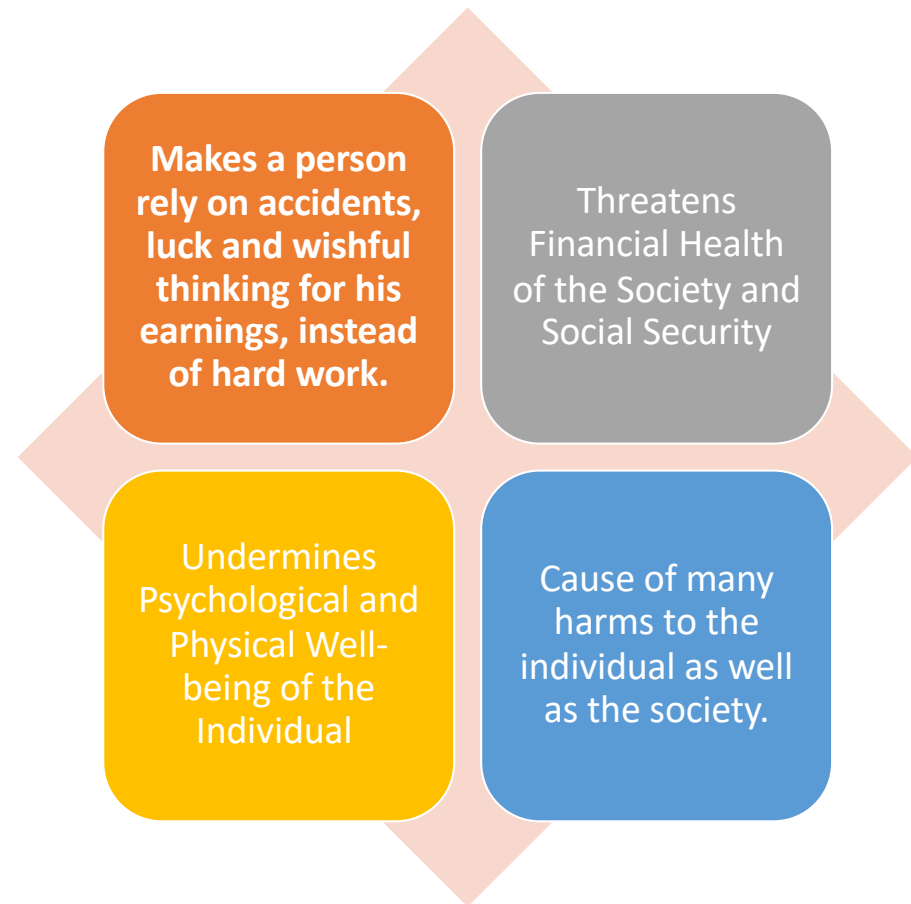 Makes a person
rely on accidents,
luck and wishful
thinking for his
earnings, instead
of hard work.
Threatens
Financial Health
of the Society and
Social Security
Undermines
Psychological and
Physical Well-
being of the
Individual
Cause of many
harms to the
individual as well
as the society.